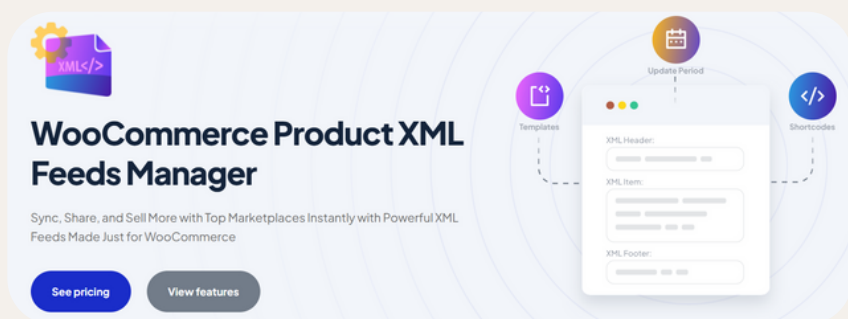 XML</>
WooCommerce Product XML
Feeds Manager
Sync, Share, and Sell More with Top Marketplaces Instantly with Powerful XML
Feeds Made Just for WooCommerce
See pricing
View features
Update Period
Templates
</>
Shortcodes
XML Header:
XML Item:
XML Footer: